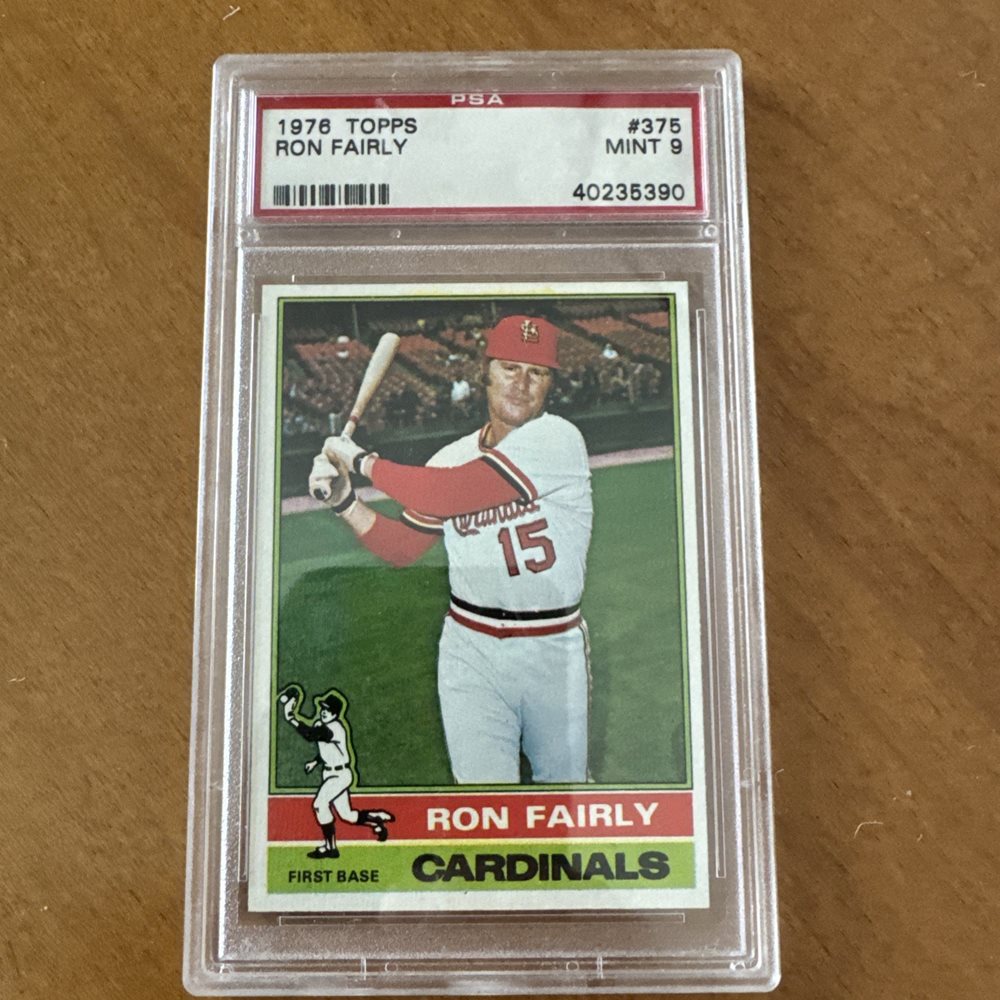 PSA
1976 TOPPS #375
RON FAIRLY MINT 9
40235390
Cardinals
15
RON FAIRLY
FIRST BASE CARDINALS